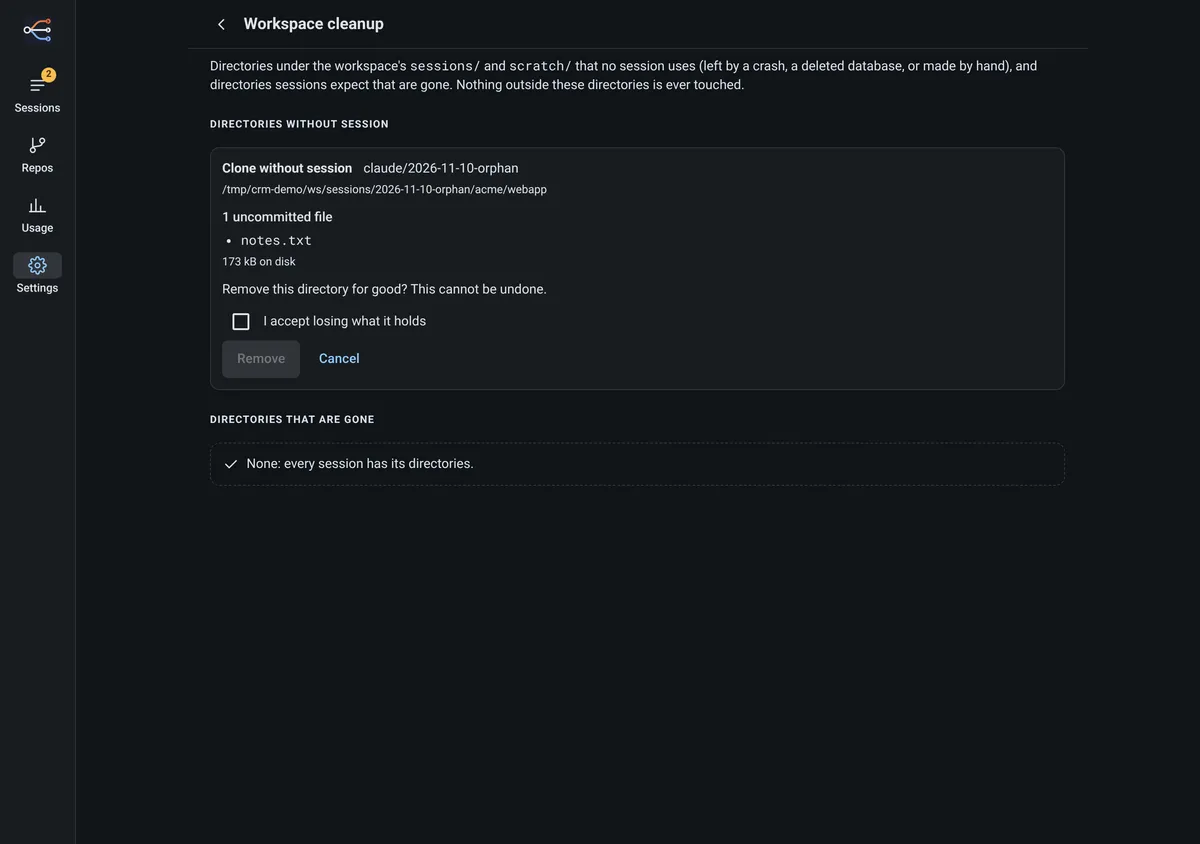 Workspace cleanup
2
Sessions
Repos
Usage
Settings
Directories under the workspace's sessions/ and scratch/ that no session uses (left by a crash, a deleted database, or made by hand), and
directories sessions expect that are gone. Nothing outside these directories is ever touched.
DIRECTORIES WITHOUT SESSION
Clone without session claude/2026-11-10-orphan
/tmp/crm-demo/ws/sessions/2026-11-10-orphan/acme/webapp
1 uncommitted file
• notes.txt
173 kB on disk
Remove this directory for good? This cannot be undone.
I accept losing what it holds
Remove Cancel
DIRECTORIES THAT ARE GONE
None: every session has its directories.